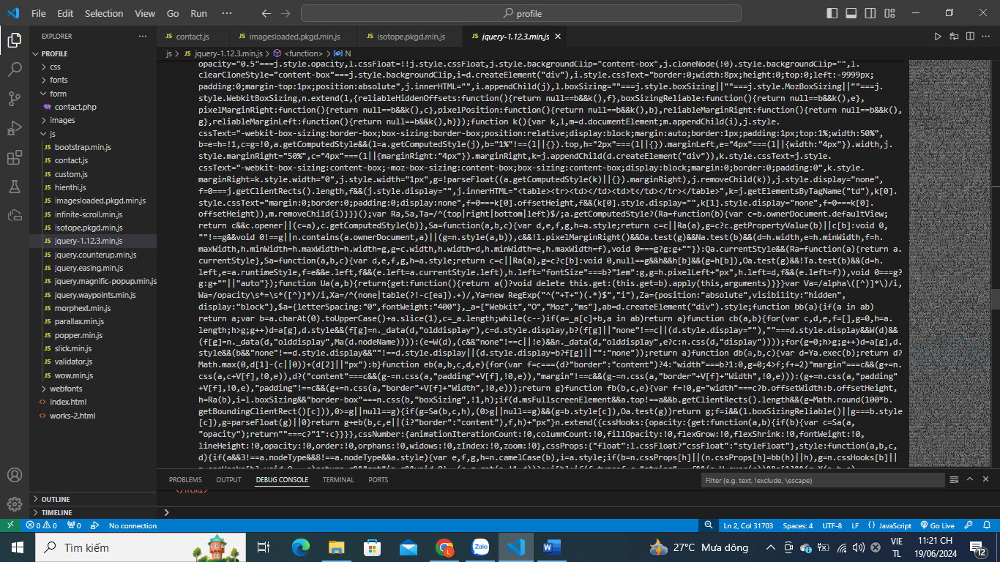 File Edit Selection View Go Run ··· profile
EXPLORER ···
PROFILE
css
fonts
form
contact.php
images
js
bootstrap.min.js
contact.js
custom.js
hienthi.js
imagesloaded.pkgd.min.js
infinite-scroll.min.js
isotope.pkgd.min.js
jquery-1.12.3.min.js
jquery.counterup.min.js
jquery.easing.min.js
jquery.magnific-popup.min.js
jquery.waypoints.min.js
morphext.min.js
parallax.min.js
popper.min.js
slick.min.js
validator.js
wow.min.js
webfonts
index.html
works-2.html
OUTLINE
TIMELINE
JS contact.js JS imagesloaded.pkgd.min.js JS isotope.pkgd.min.js JS jquery-1.12.3.min.js
js > JS jquery-1.12.3.min.js > <function> > N
opacity="0.5"===j.style.opacity,l.cssFloat=!!j.style.cssFloat,j.style.backgroundClip="content-box",j.cloneNode(!0).style.backgroundClip="",l.
clearCloneStyle="content-box"===j.style.backgroundClip,i=d.createElement("div"),i.style.cssText="border:0;width:8px;height:0;top:0;left:-9999px;
padding:0;margin-top:1px;position:absolute",j.innerHTML="",i.appendChild(j),l.boxSizing=""===j.style.boxSizing||""===j.style.MozBoxSizing||""===j.
style.WebkitBoxSizing,n.extend(l,{reliableHiddenOffsets:function(){return null==b&&k(),f},boxSizingReliable:function(){return null==b&&k(),e},
pixelMarginRight:function(){return null==b&&k(),c},pixelPosition:function(){return null==b&&k(),b},reliableMarginRight:function(){return null==b&&k(),
g},reliableMarginLeft:function(){return null==b&&k(),h}});function k(){var k,l,m=d.documentElement;m.appendChild(i),j.style.
cssText="-webkit-box-sizing:border-box;box-sizing:border-box;position:relative;display:block;margin:auto;border:1px;padding:1px;top:1%;width:50%",
b=e=h=!1,c=g=!0,a.getComputedStyle&&(l=a.getComputedStyle(j),b="1%"!==(l||{}).top,h="2px"===(l||{}).marginLeft,e="4px"===(l||{width:"4px"}).width,j.
style.marginRight="50%",c="4px"===(l||{marginRight:"4px"}).marginRight,k=j.appendChild(d.createElement("div")),k.style.cssText=j.style.
cssText="-webkit-box-sizing:content-box;-moz-box-sizing:content-box;box-sizing:content-box;display:block;margin:0;border:0;padding:0",k.style.
marginRight=k.style.width="0",j.style.width="1px",g=!parseFloat((a.getComputedStyle(k)||{}).marginRight),j.removeChild(k)),j.style.display="none",
f=0===j.getClientRects().length,f&&(j.style.display="",j.innerHTML="<table><tr><td></td><td>t</td></tr></table>",k=j.getElementsByTagName("td"),k[0].
style.cssText="margin:0;border:0;padding:0;display:none",f=0===k[0].offsetHeight,f&&(k[0].style.display="",k[1].style.display="none",f=0===k[0].
offsetHeight)),m.removeChild(i)}}}();var Ra,Sa,Ta=/^(top|right|bottom|left)$/;a.getComputedStyle?(Ra=function(b){var c=b.ownerDocument.defaultView;
return c&&c.opener||(c=a),c.getComputedStyle(b)},Sa=function(a,b,c){var d,e,f,g,h=a.style;return c=c||Ra(a),g=c?c.getPropertyValue(b)||c[b]:void 0,
""!==g&&void 0!==g||n.contains(a.ownerDocument,a)||(g=n.style(a,b)),c&&!l.pixelMarginRight()&&Oa.test(g)&&Na.test(b)&&(d=h.width,e=h.minWidth,f=h.
maxWidth,h.minWidth=h.maxWidth=h.width=g,g=c.width,h.width=d,h.minWidth=e,h.maxWidth=f),void 0===g?g:g+""}):Qa.currentStyle&&(Ra=function(a){return a.
currentStyle},Sa=function(a,b,c){var d,e,f,g,h=a.style;return c=c||Ra(a),g=c?c[b]:void 0,null==g&&h&&h[b]&&(g=h[b]),Oa.test(g)&&!Ta.test(b)&&(d=h.
left,e=a.runtimeStyle,f=e&&e.left,f&&(e.left=a.currentStyle.left),h.left="fontSize"===b?"1em":g,g=h.pixelLeft+"px",h.left=d,f&&(e.left=f)),void 0===g?
g:g+""||"auto"});function Ua(a,b){return{get:function(){return a()?void delete this.get:(this.get=b).apply(this,arguments)}}}var Va=/alpha\([^)]*\)/i,
Wa=/opacity\s*=\s*([^)]*)/i,Xa=/^(none|table(?!-c[ea]).+)/,Ya=new RegExp("^("+T+")(.*)$","i"),Za={position:"absolute",visibility:"hidden",
display:"block"},$a={letterSpacing:"0",fontWeight:"400"},_a=["Webkit","O","Moz","ms"],ab=d.createElement("div").style;function bb(a){if(a in ab)
return a;var b=a.charAt(0).toUpperCase()+a.slice(1),c=_a.length;while(c--)if(a=_a[c]+b,a in ab)return a}function cb(a,b){for(var c,d,e,f=[],g=0,h=a.
length;h>g;g++)d=a[g],d.style&&(f[g]=n._data(d,"olddisplay"),c=d.style.display,b?(f[g]||"none"!==c||(d.style.display=""),""===d.style.display&&W(d)&&
(f[g]=n._data(d,"olddisplay",Ma(d.nodeName)))):(e=W(d),(c&&"none"!==c||!e)&&n._data(d,"olddisplay",e?c:n.css(d,"display"))));for(g=0;h>g;g++)d=a[g],d.
style&&(b&&"none"!==d.style.display&&""!==d.style.display||(d.style.display=b?f[g]||"":"none"));return a}function db(a,b,c){var d=Ya.exec(b);return d?
Math.max(0,d[1]-(c||0))+(d[2]||"px"):b}function eb(a,b,c,d,e){for(var f=c===(d?"border":"content")?4:"width"===b?1:0,g=0;4>f;f+=2)"margin"===c&&(g+=n.
css(a,c+V[f],!0,e)),d?("content"===c&&(g-=n.css(a,"padding"+V[f],!0,e)),"margin"!==c&&(g-=n.css(a,"border"+V[f]+"Width",!0,e))):(g+=n.css(a,"padding"
+V[f],!0,e),"padding"!==c&&(g+=n.css(a,"border"+V[f]+"Width",!0,e)));return g}function fb(b,c,e){var f=!0,g="width"===c?b.offsetWidth:b.offsetHeight,
h=Ra(b),i=l.boxSizing&&"border-box"===n.css(b,"boxSizing",!1,h);if(d.msFullscreenElement&&a.top!==a&&b.getClientRects().length&&(g=Math.round(100*b.
getBoundingClientRect()[c])),0>=g||null==g){if(g=Sa(b,c,h),(0>g||null==g)&&(g=b.style[c]),Oa.test(g))return g;f=i&&(l.boxSizingReliable()||g===b.style
[c]),g=parseFloat(g)||0}return g+eb(b,c,e||(i?"border":"content"),f,h)+"px"}n.extend({cssHooks:{opacity:{get:function(a,b){if(b){var c=Sa(a,
"opacity");return""===c?"1":c}}}},cssNumber:{animationIterationCount:!0,columnCount:!0,fillOpacity:!0,flexGrow:!0,flexShrink:!0,fontWeight:!0,
lineHeight:!0,opacity:!0,order:!0,orphans:!0,widows:!0,zIndex:!0,zoom:!0},cssProps:{"float":l.cssFloat?"cssFloat":"styleFloat"},style:function(a,b,c,
d){if(a&&3!==a.nodeType&&8!==a.nodeType&&a.style){var e,f,g,h=n.camelCase(b),i=a.style;if(b=n.cssProps[h]||(n.cssProps[h]=bb(h)||h),g=n.cssHooks[b]||
PROBLEMS OUTPUT DEBUG CONSOLE TERMINAL PORTS Filter (e.g. text, !exclude, \escape)
0 0 0 No connection Ln 2, Col 31703 Spaces: 4 UTF-8 LF JavaScript Go Live
Tìm kiếm Zalo 27°C Mưa dông VIE 11:21 CH
TL 19/06/2024 12